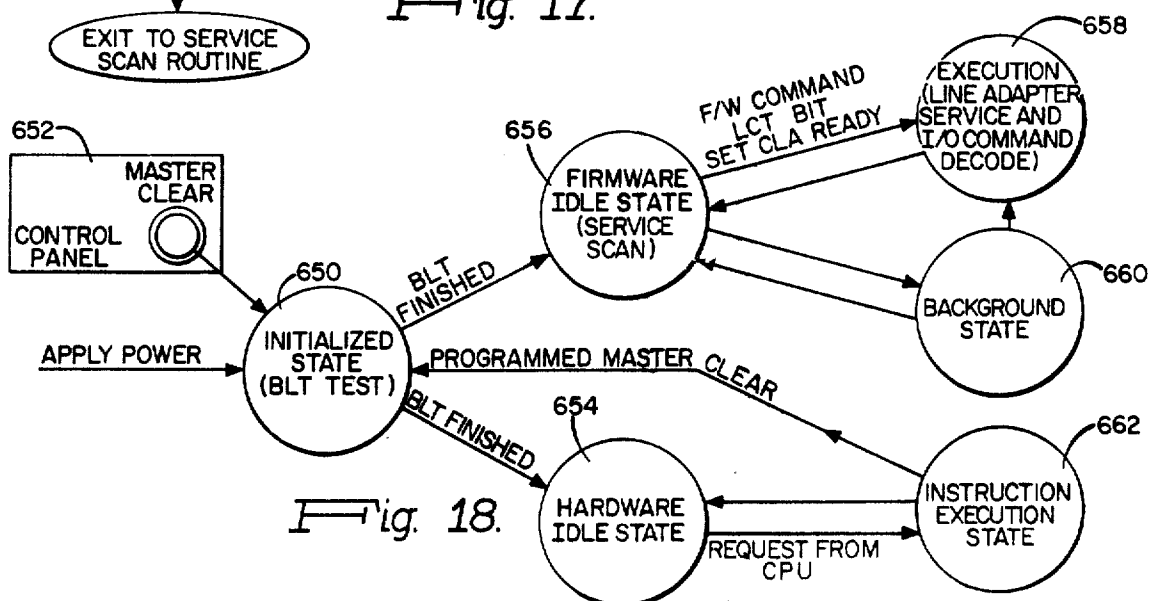 Fig. 17.
EXIT TO SERVICE
SCAN ROUTINE
652
MASTER
CLEAR
CONTROL
PANEL
APPLY POWER
650
INITIALIZED
STATE
(BLT TEST)
BLT
FINISHED
BLT FINISHED
656
FIRMWARE
IDLE STATE
(SERVICE
SCAN)
F/W COMMAND
LCT BIT
SET CLA READY
658
EXECUTION
(LINE ADAPTER
SERVICE AND
I/O COMMAND
DECODE)
660
BACKGROUND
STATE
PROGRAMMED MASTER CLEAR
654
HARDWARE
IDLE STATE
REQUEST FROM
CPU
662
INSTRUCTION
EXECUTION
STATE
Fig. 18.